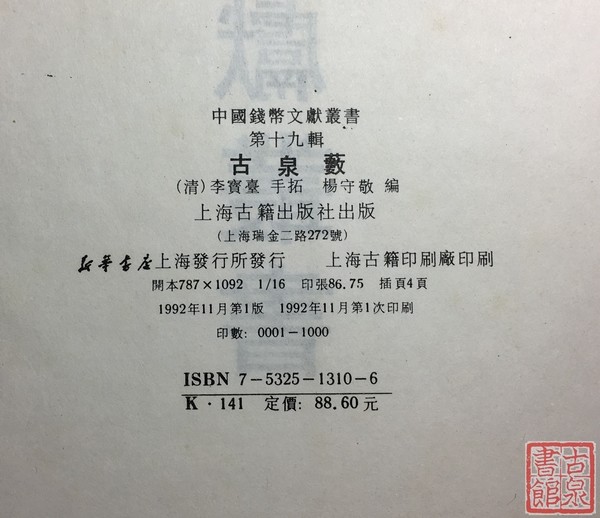 中國錢幣文獻叢書
第十九輯
古泉藪
(清)李寶臺 手拓 楊守敬 編
上海古籍出版社出版
(上海瑞金二路272號)
新華書店上海發行所發行 上海古籍印刷廠印刷
開本787×1092 1/16 印張86.75 插頁4頁
1992年11月第1版 1992年11月第1次印刷
印數: 0001-1000
ISBN 7-5325-1310-6
K·141 定價: 88.60元
古泉書館